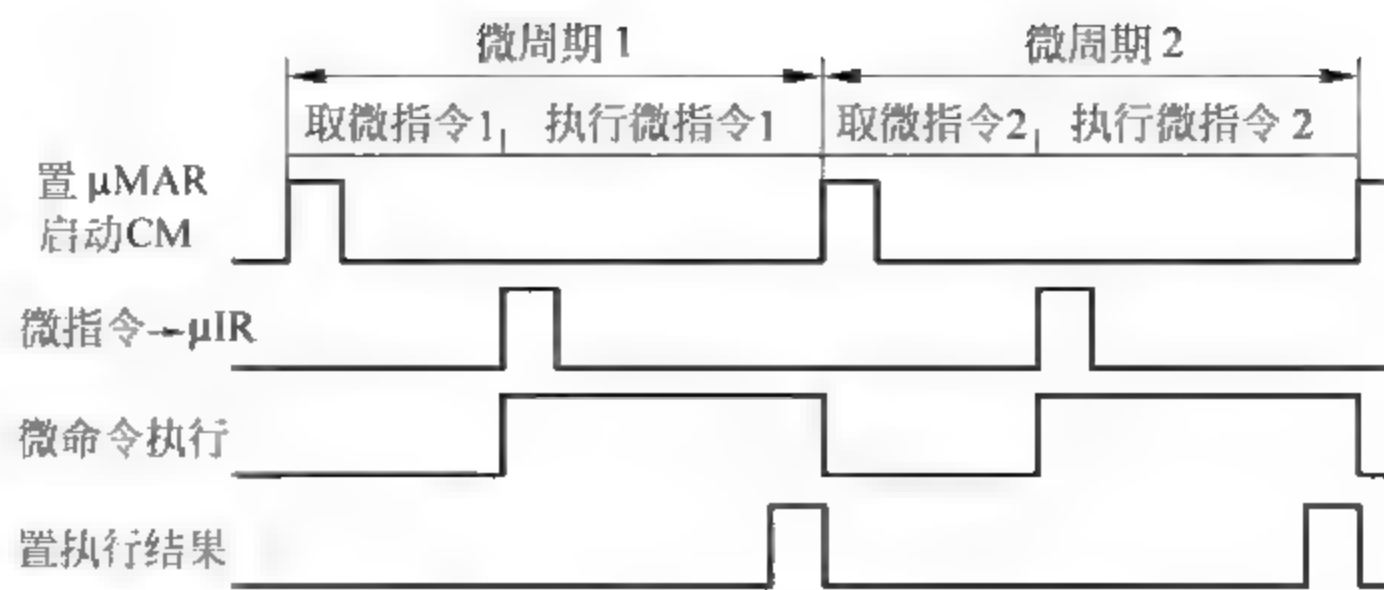 微周期 1
微周期 2
取微指令1
执行微指令1
取微指令2
执行微指令 2
置 μMAR
启动CM
微指令→μIR
微命令执行
置执行结果